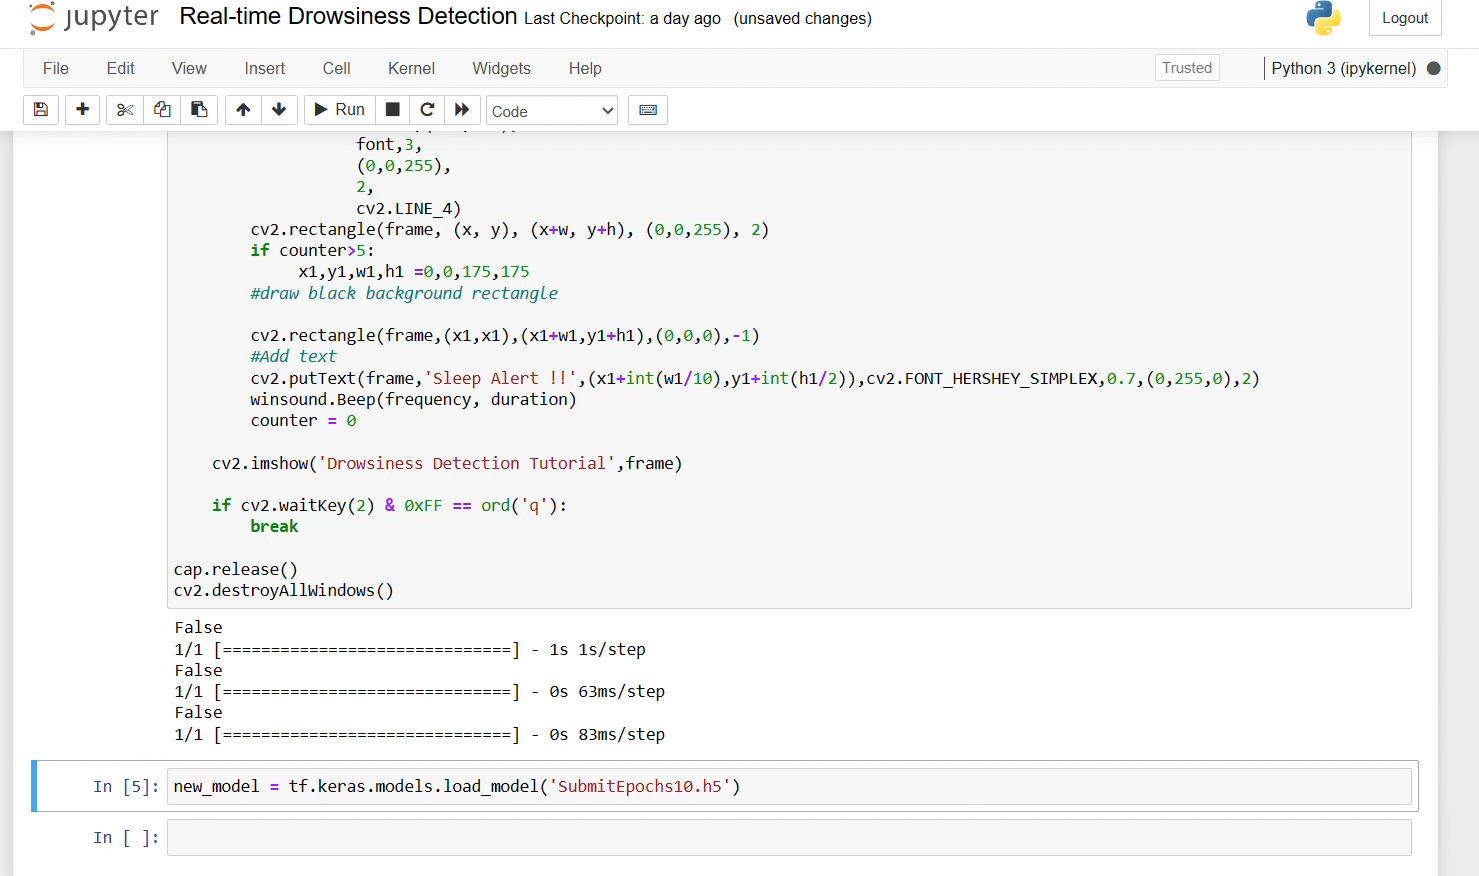 jupyter Real-time Drowsiness Detection Last Checkpoint: a day ago (unsaved changes) Logout
File Edit View Insert Cell Kernel Widgets Help Trusted Python 3 (ipykernel)
Run Code
font,3,
(0,0,255),
2,
cv2.LINE_4)
cv2.rectangle(frame, (x, y), (x+w, y+h), (0,0,255), 2)
if counter>5:
x1,y1,w1,h1 =0,0,175,175
#draw black background rectangle
cv2.rectangle(frame,(x1,x1),(x1+w1,y1+h1),(0,0,0),-1)
#Add text
cv2.putText(frame,'Sleep Alert !!',(x1+int(w1/10),y1+int(h1/2)),cv2.FONT_HERSHEY_SIMPLEX,0.7,(0,255,0),2)
winsound.Beep(frequency, duration)
counter = 0
cv2.imshow('Drowsiness Detection Tutorial',frame)
if cv2.waitKey(2) & 0xFF == ord('q'):
break
cap.release()
cv2.destroyAllWindows()
False
1/1 [==============================] - 1s 1s/step
False
1/1 [==============================] - 0s 63ms/step
False
1/1 [==============================] - 0s 83ms/step
In [5]: new_model = tf.keras.models.load_model('SubmitEpochs10.h5')
In [ ]: